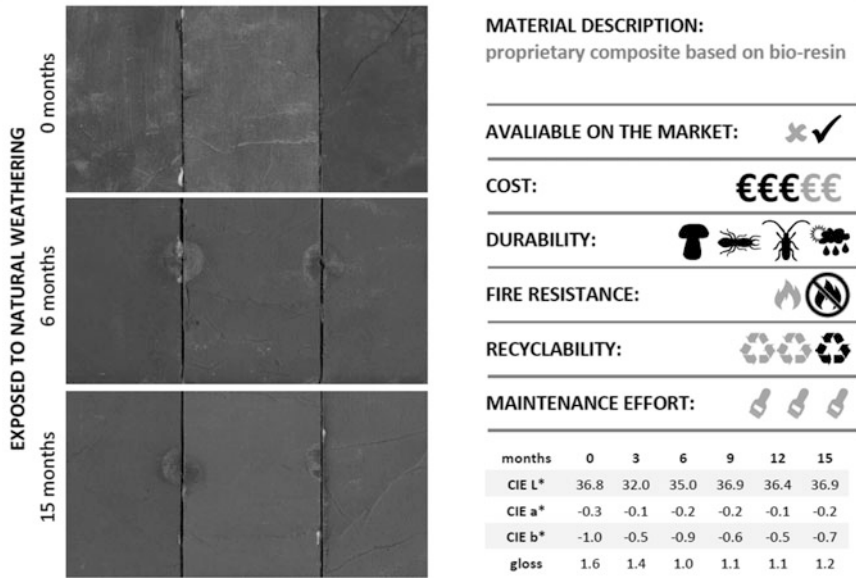 EXPOSED TO NATURAL WEATHERING
0 months
6 months
15 months
MATERIAL DESCRIPTION:
proprietary composite based on bio-resin
AVALIABLE ON THE MARKET:
COST: €€€€€
DURABILITY:
FIRE RESISTANCE:
RECYCLABILITY:
MAINTENANCE EFFORT:
months 0 3 6 9 12 15
CIE L* 36.8 32.0 35.0 36.9 36.4 36.9
CIE a* -0.3 -0.1 -0.2 -0.2 -0.1 -0.2
CIE b* -1.0 -0.5 -0.9 -0.6 -0.5 -0.7
gloss 1.6 1.4 1.0 1.1 1.1 1.2